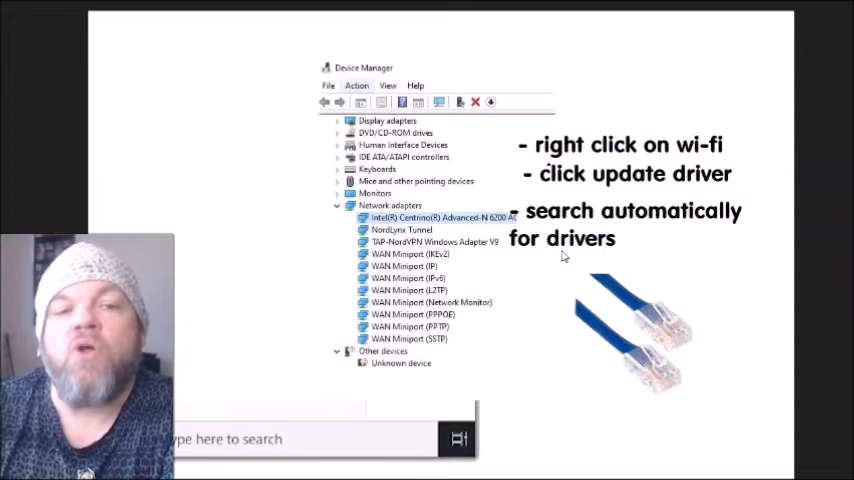 Device Manager
File Action View Help
Display adapters
DVD/CD-ROM drives
Human Interface Devices
IDE ATA/ATAPI controllers
Keyboards
Mice and other pointing devices
Monitors
Network adapters
Intel(R) Centrino(R) Advanced-N 6200 AG
NordLynx Tunnel
TAP-NordVPN Windows Adapter V9
WAN Miniport (IKEv2)
WAN Miniport (IP)
WAN Miniport (IPv6)
WAN Miniport (L2TP)
WAN Miniport (Network Monitor)
WAN Miniport (PPPOE)
WAN Miniport (PPTP)
WAN Miniport (SSTP)
Other devices
Unknown device
- right click on wi-fi
- click update driver
- search automatically
for drivers
ype here to search